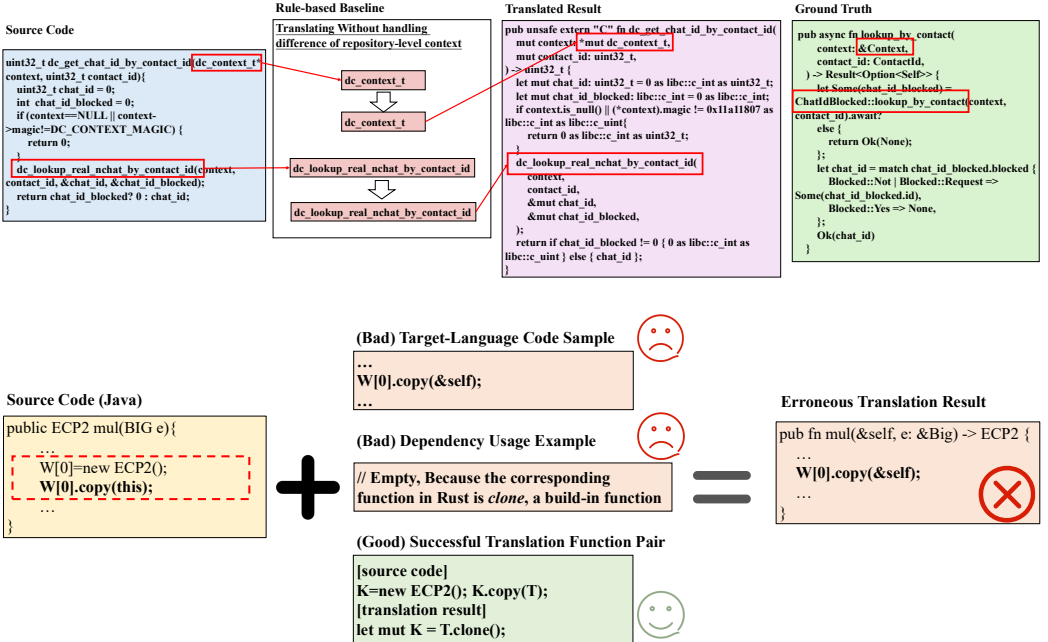 Source Code
uint32_t dc_get_chat_id_by_contact_id(dc_context_t*
context, uint32_t contact_id){
uint32_t chat_id = 0;
int chat_id_blocked = 0;
if (context==NULL || context-
>magic!=DC_CONTEXT_MAGIC) {
return 0;
}
dc_lookup_real_nchat_by_contact_id(context,
contact_id, &chat_id, &chat_id_blocked);
return chat_id_blocked? 0 : chat_id;
}
Rule-based Baseline
Translating Without handling
difference of repository-level context
dc_context_t
dc_context_t
dc_lookup_real_nchat_by_contact_id
dc_lookup_real_nchat_by_contact_id
Translated Result
pub unsafe extern "C" fn dc_get_chat_id_by_contact_id(
mut context: *mut dc_context_t,
mut contact_id: uint32_t,
) -> uint32_t {
let mut chat_id: uint32_t = 0 as libc::c_int as uint32_t;
let mut chat_id_blocked: libc::c_int = 0 as libc::c_int;
if context.is_null() || (*context).magic != 0x11a11807 as
libc::c_int as libc::c_uint{
return 0 as libc::c_int as uint32_t;
}
dc_lookup_real_nchat_by_contact_id(
context,
contact_id,
&mut chat_id,
&mut chat_id_blocked,
);
return if chat_id_blocked != 0 { 0 as libc::c_int as
libc::c_uint } else { chat_id };
}
Ground Truth
pub async fn lookup_by_contact(
context: &Context,
contact_id: ContactId,
) -> Result<Option<Self>> {
let Some(chat_id_blocked) =
ChatIdBlocked::lookup_by_contact(context,
contact_id).await?
else {
return Ok(None);
};
let chat_id = match chat_id_blocked.blocked {
Blocked::Not | Blocked::Request =>
Some(chat_id_blocked.id),
Blocked::Yes => None,
};
Ok(chat_id)
}
Source Code (Java)
public ECP2 mul(BIG e){
…
W[0]=new ECP2();
W[0].copy(this);
…
}
(Bad) Target-Language Code Sample
…
W[0].copy(&self);
…
(Bad) Dependency Usage Example
// Empty, Because the corresponding
function in Rust is clone, a build-in function
(Good) Successful Translation Function Pair
[source code]
K=new ECP2(); K.copy(T);
[translation result]
let mut K = T.clone();
Erroneous Translation Result
pub fn mul(&self, e: &Big) -> ECP2 {
…
W[0].copy(&self);
…
}